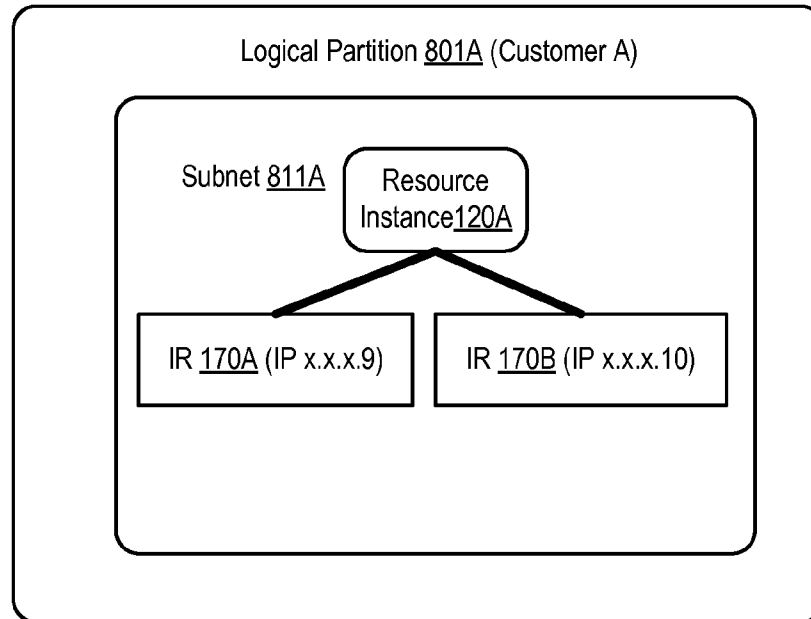 Logical Partition 801A (Customer A)
Subnet 811A
Resource
Instance120A
IR 170A (IP x.x.x.9)
IR 170B (IP x.x.x.10)